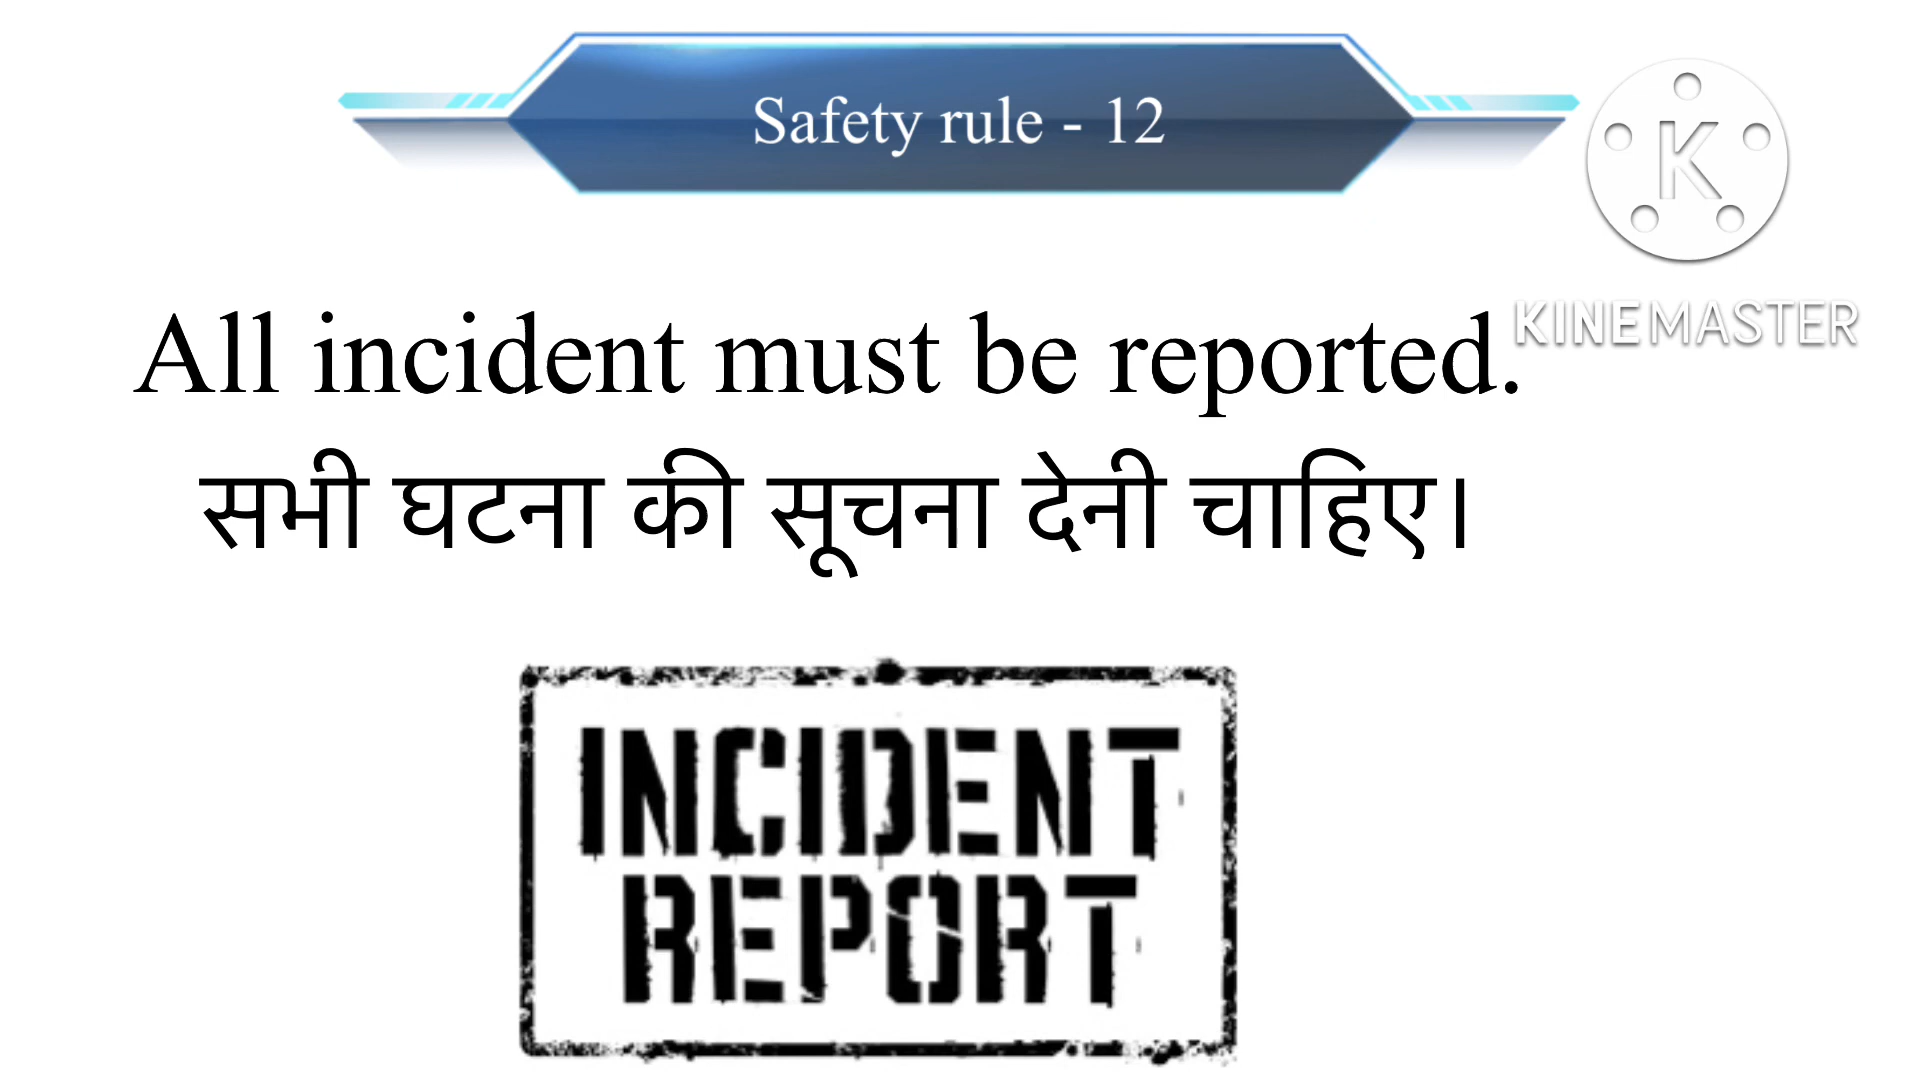 Safety rule - 12
K
KINEMASTER
All incident must be reported.
सभी घटना की सूचना देनी चाहिए।
INCIDENT
REPORT